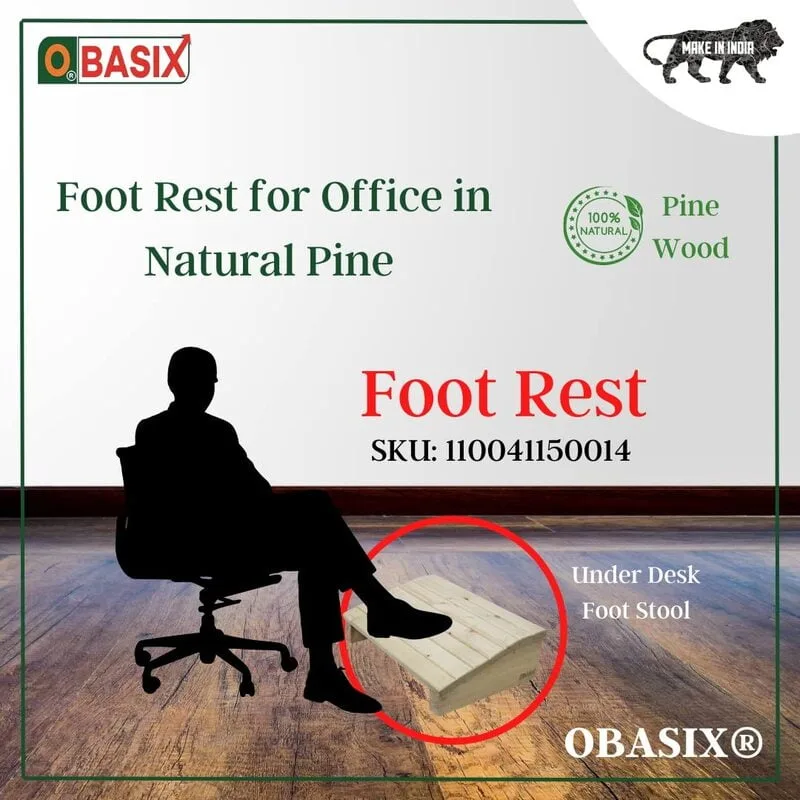 OBASIX
®
MAKE IN INDIA
Foot Rest for Office in
Natural Pine
100%
NATURAL
Pine
Wood
Foot Rest
SKU: 110041150014
Under Desk
Foot Stool
OBASIX®